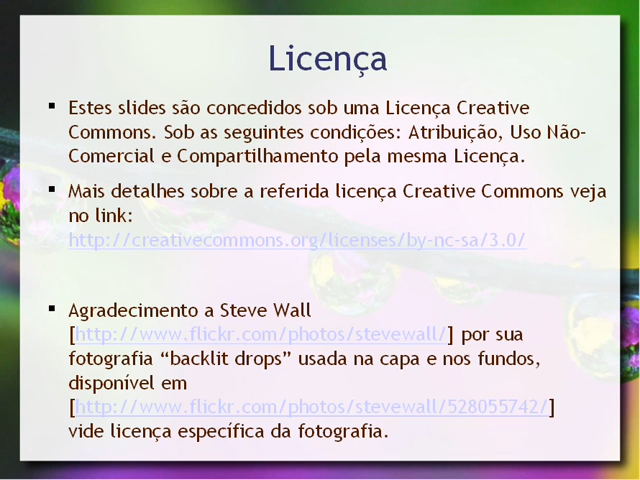 Licença
Estes slides são concedidos sob uma Licença Creative
Commons. Sob as seguintes condições: Atribuição, Uso Não-
Comercial e Compartilhamento pela mesma Licença.
Mais detalhes sobre a referida licença Creative Commons veja
no link:
http://creativecommons.org/licenses/by-nc-sa/3.0/
Agradecimento a Steve Wall
[http://www.flickr.com/photos/stevewall/] por sua
fotografia “backlit drops” usada na capa e nos fundos,
disponível em
[http://www.flickr.com/photos/stevewall/528055742/]
vide licença específica da fotografia.